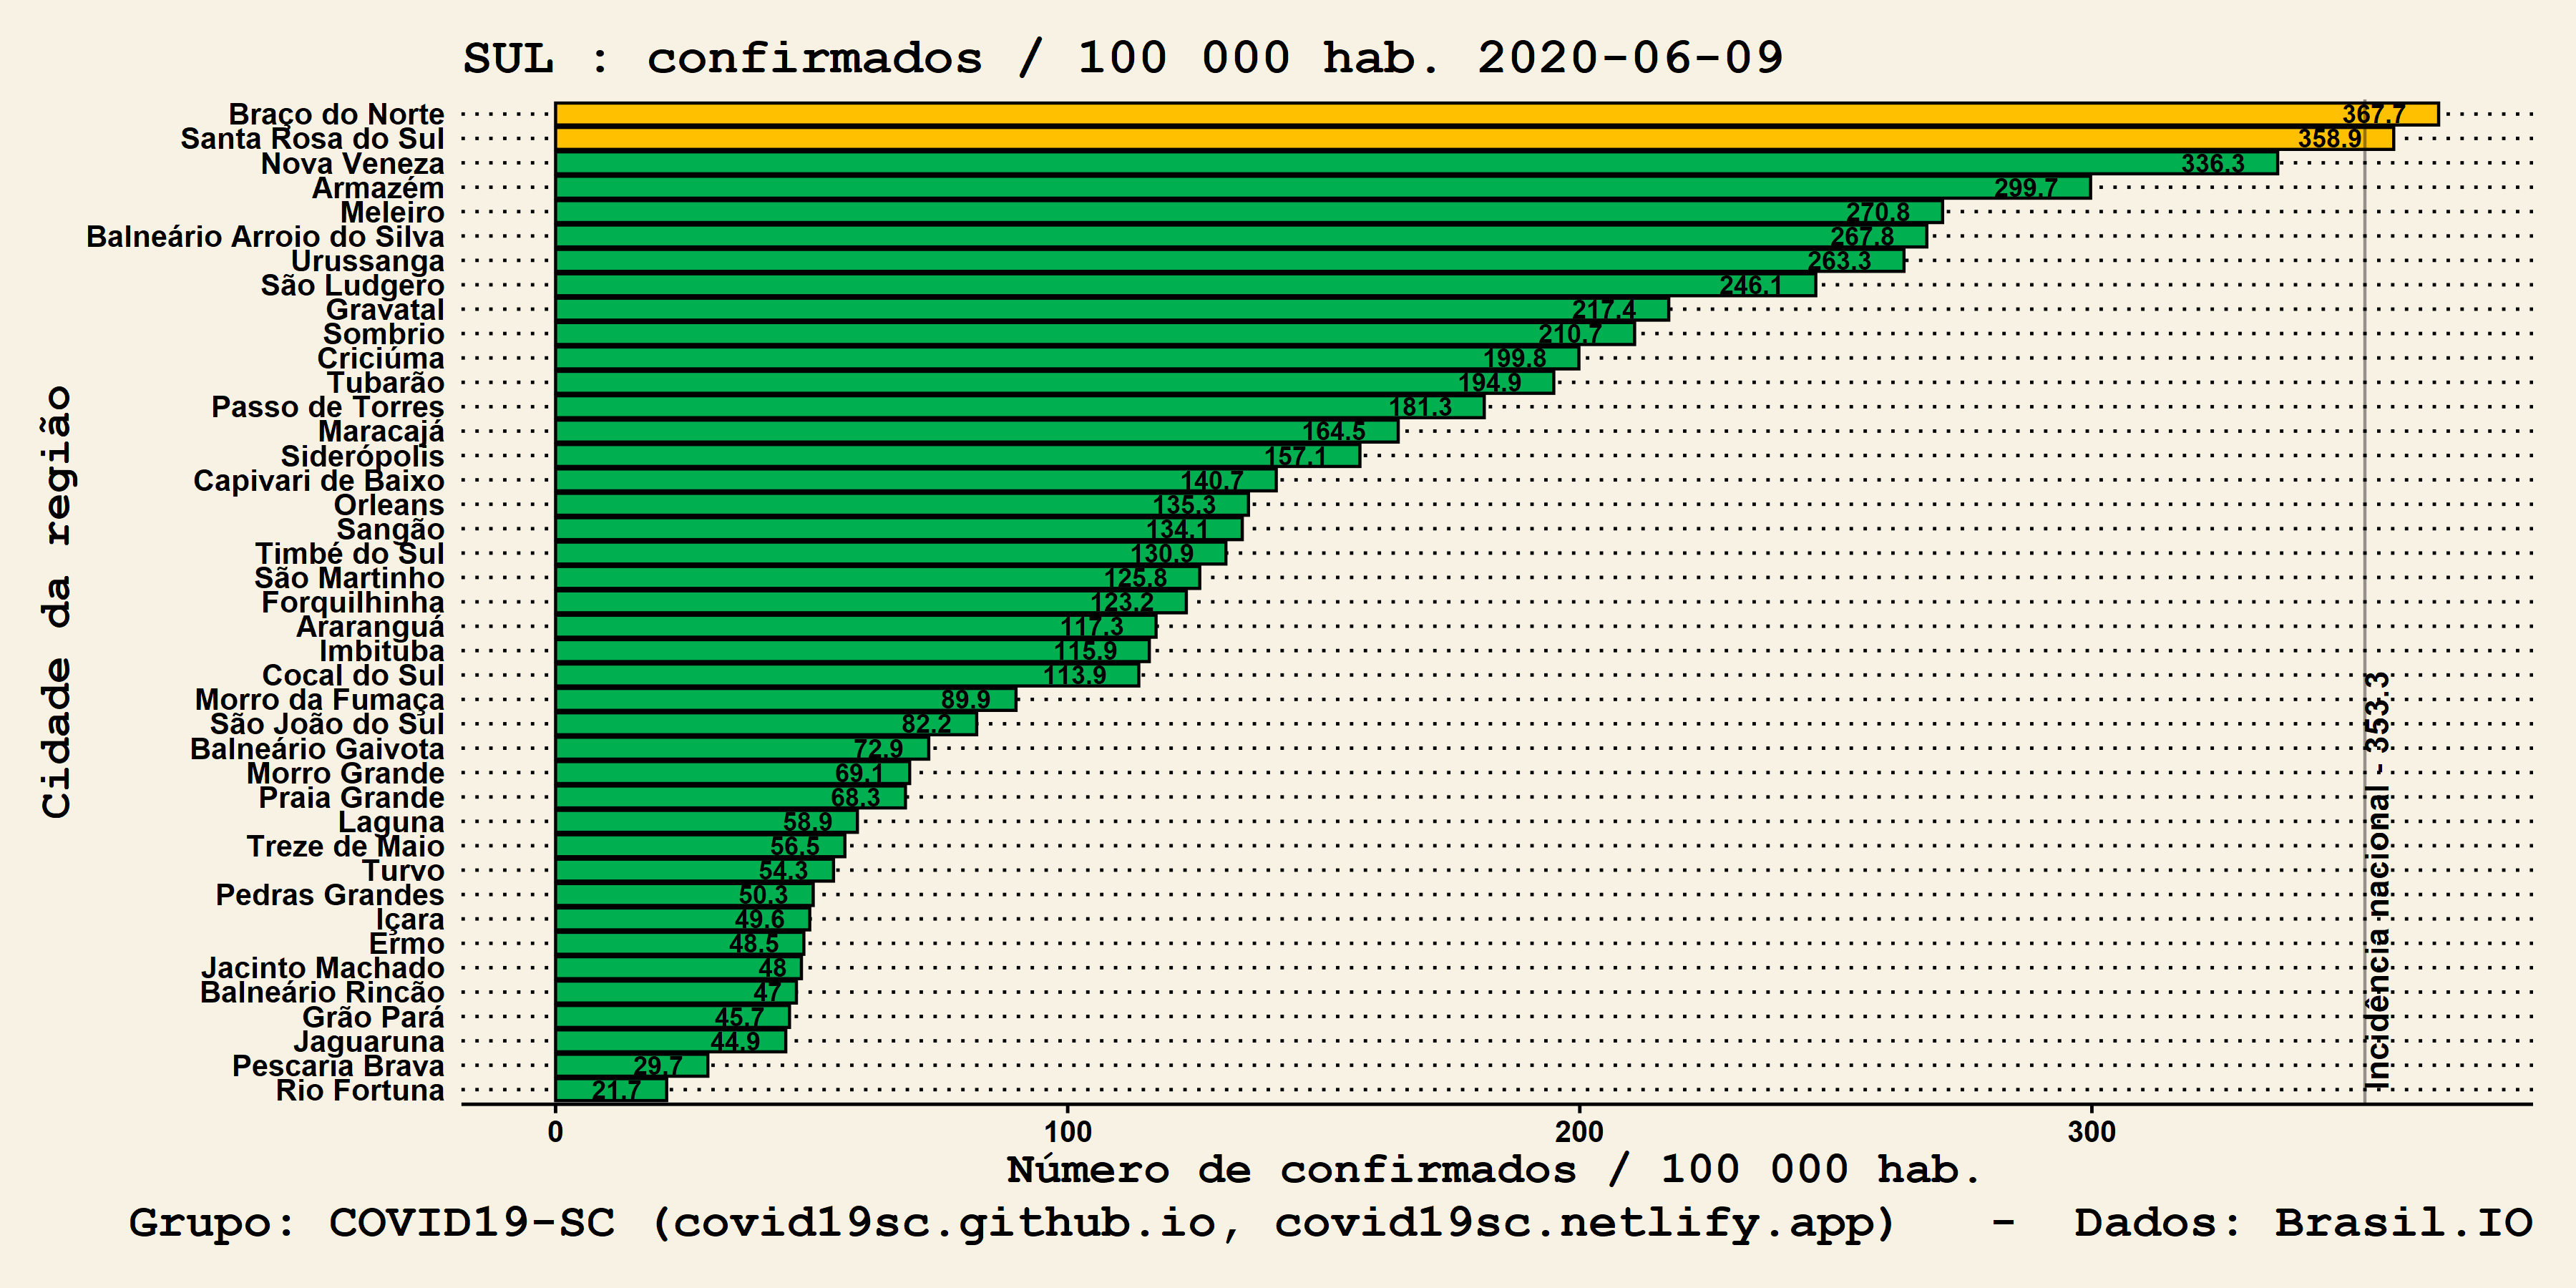 SUL : confirmados / 100 000 hab. 2020-06-09
Cidade da região
Braço do Norte 367.7
Santa Rosa do Sul 358.9
Nova Veneza 336.3
Armazém 299.7
Meleiro 270.8
Balneário Arroio do Silva 267.8
Urussanga 263.3
São Ludgero 246.1
Gravatal 217.4
Sombrio 210.7
Criciúma 199.8
Tubarão 194.9
Passo de Torres 181.3
Maracajá 164.5
Siderópolis 157.1
Capivari de Baixo 140.7
Orleans 135.3
Sangão 134.1
Timbé do Sul 130.9
São Martinho 125.8
Forquilhinha 123.2
Araranguá 117.3
Imbituba 115.9
Cocal do Sul 113.9
Morro da Fumaça 89.9
São João do Sul 82.2
Balneário Gaivota 72.9
Morro Grande 69.1
Praia Grande 68.3
Laguna 58.9
Treze de Maio 56.5
Turvo 54.3
Pedras Grandes 50.3
Içara 49.6
Ermo 48.5
Jacinto Machado 48
Balneário Rincão 47
Grão Pará 45.7
Jaguaruna 44.9
Pescaria Brava 29.7
Rio Fortuna 21.7
Incidência nacional - 353.3
0 100 200 300
Número de confirmados / 100 000 hab.
Grupo: COVID19-SC (covid19sc.github.io, covid19sc.netlify.app) - Dados: Brasil.IO